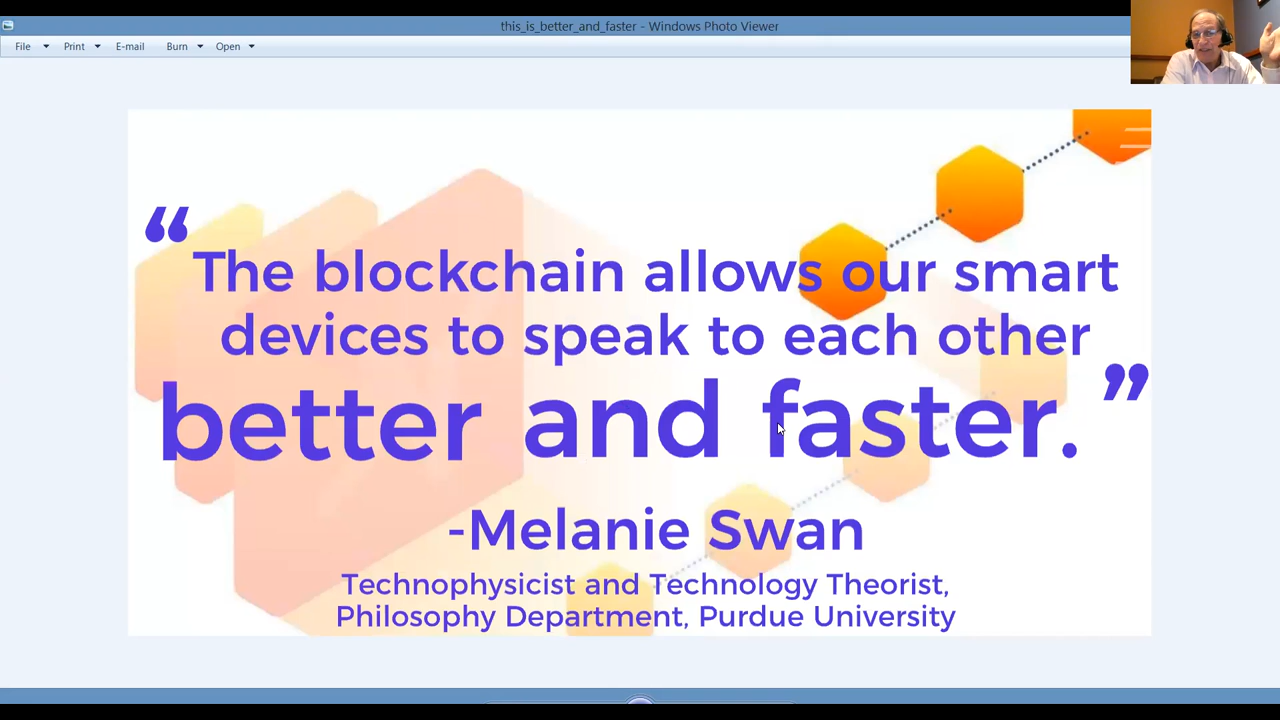 this_is_better_and_faster - Windows Photo Viewer
File Print E-mail Burn Open
“The blockchain allows our smart
devices to speak to each other
better and faster.”
-Melanie Swan
Technophysicist and Technology Theorist,
Philosophy Department, Purdue University